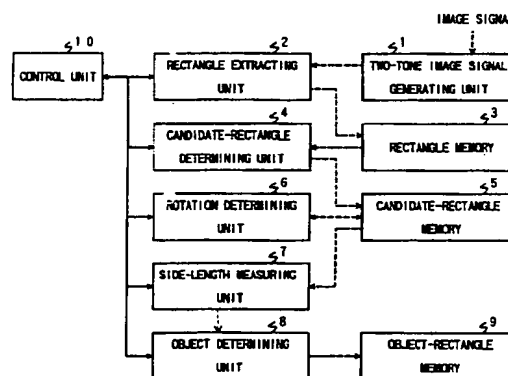 IMAGE SIGNAL
10
2
1
CONTROL UNIT
RECTANGLE EXTRACTING
UNIT
TWO-TONE IMAGE SIGNAL
GENERATING UNIT
4
3
CANDIDATE-RECTANGLE
DETERMINING UNIT
RECTANGLE MEMORY
6
5
ROTATION DETERMINING
UNIT
CANDIDATE-RECTANGLE
MEMORY
7
SIDE-LENGTH MEASURING
UNIT
8
9
OBJECT DETERMINING
UNIT
OBJECT-RECTANGLE
MEMORY